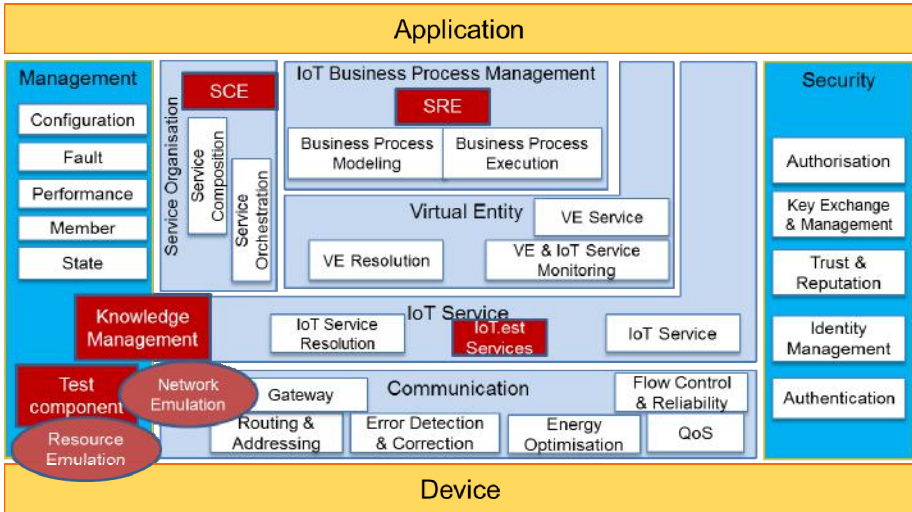 Application
Management
Configuration
Fault
Performance
Member
State
Knowledge
Management
Test
component
Resource
Emulation
Network
Emulation
Service Organisation
SCE
Service
Composition
Service
Orchestration
IoT Business Process Management
SRE
Business Process
Modeling
Business Process
Execution
Virtual Entity
VE Service
VE Resolution
VE & IoT Service
Monitoring
IoT Service
IoT Service
Resolution
IoT.est
Services
IoT Service
Communication
Gateway
Flow Control
& Reliability
Routing &
Addressing
Error Detection
& Correction
Energy
Optimisation
QoS
Security
Authorisation
Key Exchange
& Management
Trust &
Reputation
Identity
Management
Authentication
Device